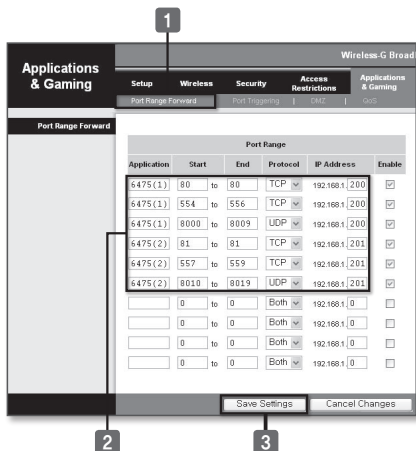 1
Wireless-G Broadb
Applications & Gaming
Setup Wireless Security Access Restrictions Applications & Gaming
Port Range Forward Port Triggering | DMZ | QoS
Port Range Forward
Port Range
Application Start End Protocol IP Address Enable
6475(1) 80 to 80 TCP 192.168.1.200
6475(1) 554 to 556 TCP 192.168.1.200
6475(1) 8000 to 8009 UDP 192.168.1.200
6475(2) 81 to 81 TCP 192.168.1.201
6475(2) 557 to 559 TCP 192.168.1.201
6475(2) 8010 to 8019 UDP 192.168.1.201
0 to 0 Both 192.168.1.0
0 to 0 Both 192.168.1.0
0 to 0 Both 192.168.1.0
0 to 0 Both 192.168.1.0
Save Settings Cancel Changes
2 3